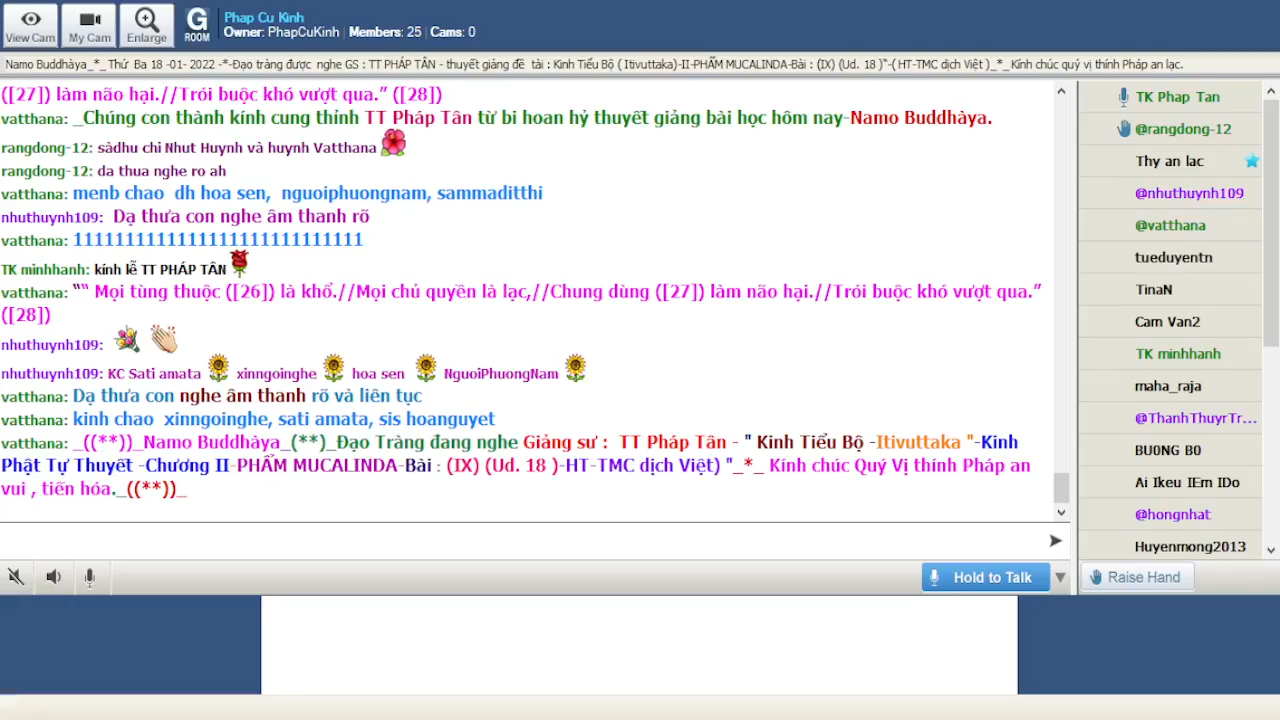 View Cam
My Cam
Enlarge
G
ROOM
Phap Cu Kinh
Owner: PhapCuKinh | Members: 25 | Cams: 0
Namo Buddhàya_*_Thứ Ba 18 -01- 2022 -*-Đạo tràng được nghe GS : TT PHÁP TÂN - thuyết giảng đề tài : Kinh Tiểu Bộ ( Itivuttaka)-II-PHẨM MUCALINDA-Bài : (IX) (Ud. 18 )"-( HT-TMC dịch Việt )_*_ Kính chúc quý vị thính Pháp an lạc.
([27]) làm não hại.//Trói buộc khó vượt qua.” ([28])
vatthana: _Chúng con thành kính cung thỉnh TT Pháp Tân từ bi hoan hỷ thuyết giảng bài học hôm nay-Namo Buddhàya.
rangdong-12: sàdhu chi Nhut Huynh và huynh Vatthana
rangdong-12: da thua nghe ro ah
vatthana: menb chao dh hoa sen, nguoiphuongnam, sammaditthi
nhuthuynh109: Dạ thưa con nghe âm thanh rõ
vatthana: 1111111111111111111111111111
TK minhhanh: kính lễ TT PHÁP TÂN
vatthana: “‟ Mọi tùng thuộc ([26]) là khổ.//Mọi chủ quyền là lạc,//Chung dùng ([27]) làm não hại.//Trói buộc khó vượt qua.”
([28])
nhuthuynh109:
nhuthuynh109: KC Sati amata xinngoinghe hoa sen NguoiPhuongNam
vatthana: Dạ thưa con nghe âm thanh rõ và liên tục
vatthana: kinh chao xinngoinghe, sati amata, sis hoanguyet
vatthana: _((**))_Namo Buddhàya_(**)_Đạo Tràng đang nghe Giảng sư : TT Pháp Tân - " Kinh Tiểu Bộ -Itivuttaka "-Kinh
Phật Tự Thuyết -Chương II-PHẨM MUCALINDA-Bài : (IX) (Ud. 18 )-HT-TMC dịch Việt) "_*_ Kính chúc Quý Vị thính Pháp an
vui , tiến hóa._((**))_
TK Phap Tan
@rangdong-12
Thy an lac
@nhuthuynh109
@vatthana
tueduyentn
TinaN
Cam Van2
TK minhhanh
maha_raja
@ThanhThuyrTr...
BU0NG B0
Ai Ikeu IEm IDo
@hongnhat
Huyenmong2013
Hold to Talk
Raise Hand